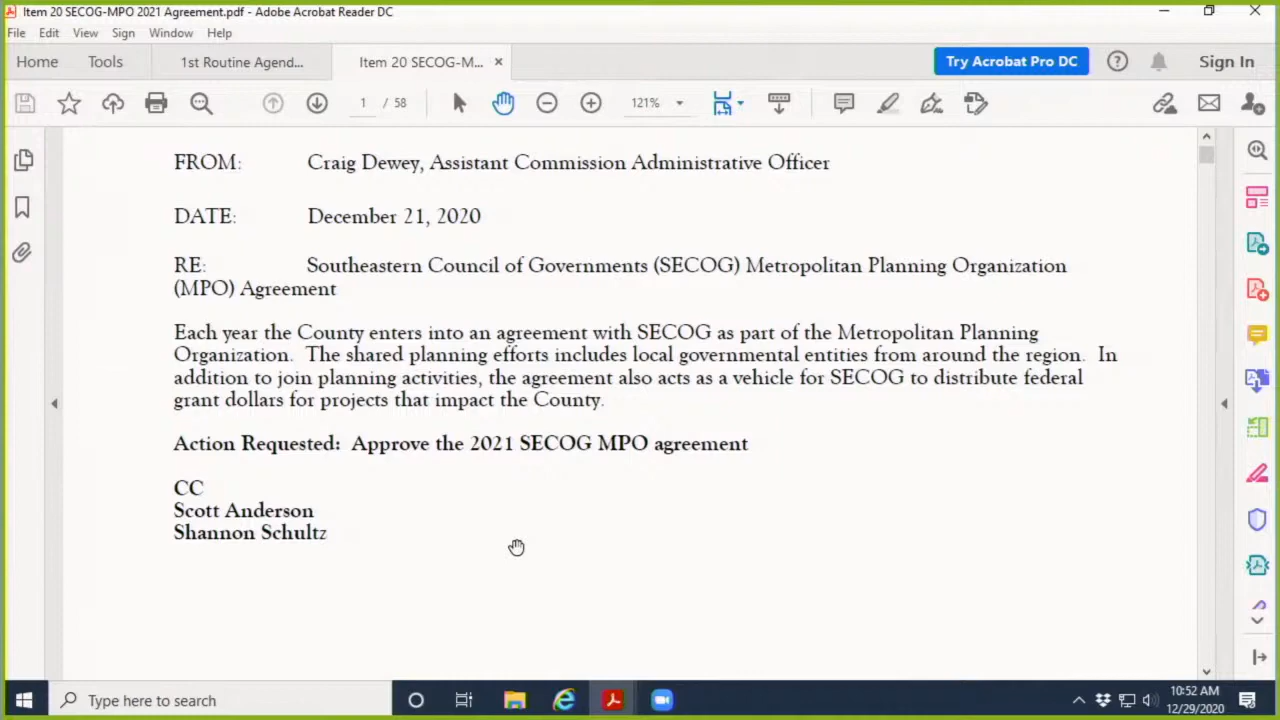 Item 20 SECOG-MPO 2021 Agreement.pdf - Adobe Acrobat Reader DC
File Edit View Sign Window Help
Home Tools 1st Routine Agend... Item 20 SECOG-M... Try Acrobat Pro DC Sign In
1 / 58 121%
FROM: Craig Dewey, Assistant Commission Administrative Officer
DATE: December 21, 2020
RE: Southeastern Council of Governments (SECOG) Metropolitan Planning Organization
(MPO) Agreement
Each year the County enters into an agreement with SECOG as part of the Metropolitan Planning
Organization. The shared planning efforts includes local governmental entities from around the region. In
addition to join planning activities, the agreement also acts as a vehicle for SECOG to distribute federal
grant dollars for projects that impact the County.
Action Requested: Approve the 2021 SECOG MPO agreement
CC
Scott Anderson
Shannon Schultz
Type here to search
10:52 AM
12/29/2020